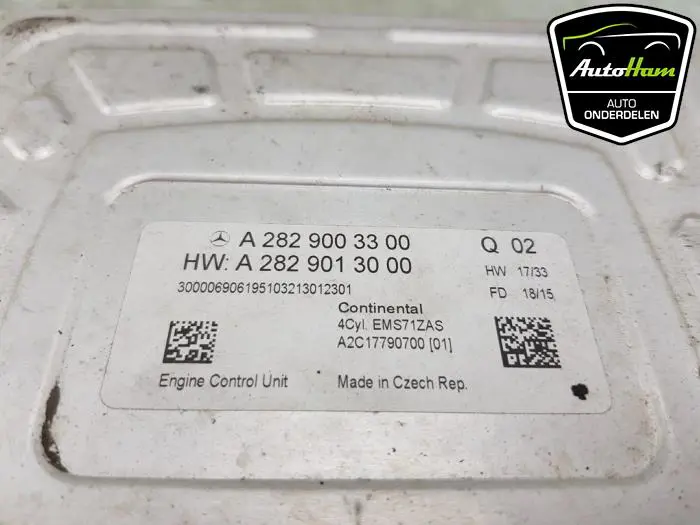 AutoHam
AUTO
ONDERDELEN
A 282 900 33 00
Q 02
HW: A 282 901 30 00
HW 17/33
300006906195103213012301
FD 18/15
Continental
4Cyl. EMS71ZAS
A2C17790700 [01]
Engine Control Unit
Made in Czech Rep.